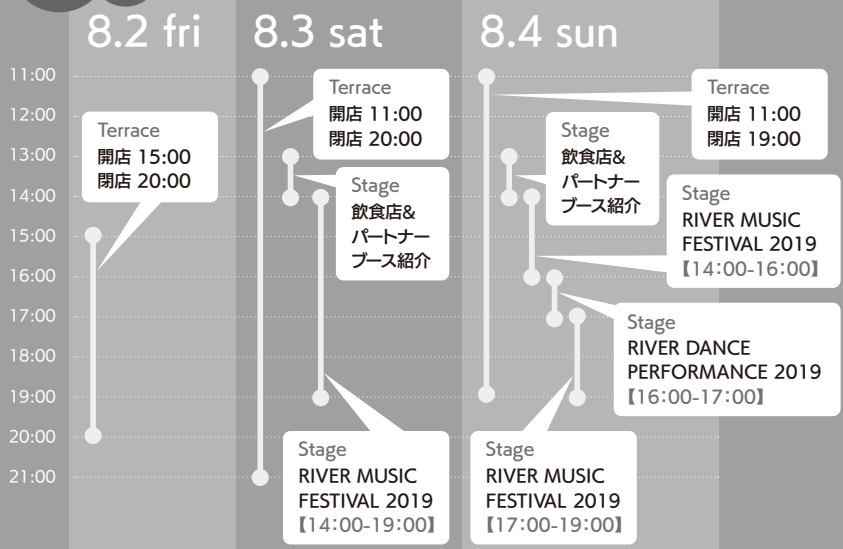 8.2 fri
8.3 sat
8.4 sun
11:00
12:00
13:00
14:00
15:00
16:00
17:00
18:00
19:00
20:00
21:00
Terrace
開店 15:00
閉店 20:00
Terrace
開店 11:00
閉店 20:00
Stage
飲食店&
パートナー
ブース紹介
Stage
RIVER MUSIC
FESTIVAL 2019
【14:00-19:00】
Terrace
開店 11:00
閉店 19:00
Stage
飲食店&
パートナー
ブース紹介
Stage
RIVER MUSIC
FESTIVAL 2019
【14:00-16:00】
Stage
RIVER DANCE
PERFORMANCE 2019
【16:00-17:00】
Stage
RIVER MUSIC
FESTIVAL 2019
【17:00-19:00】